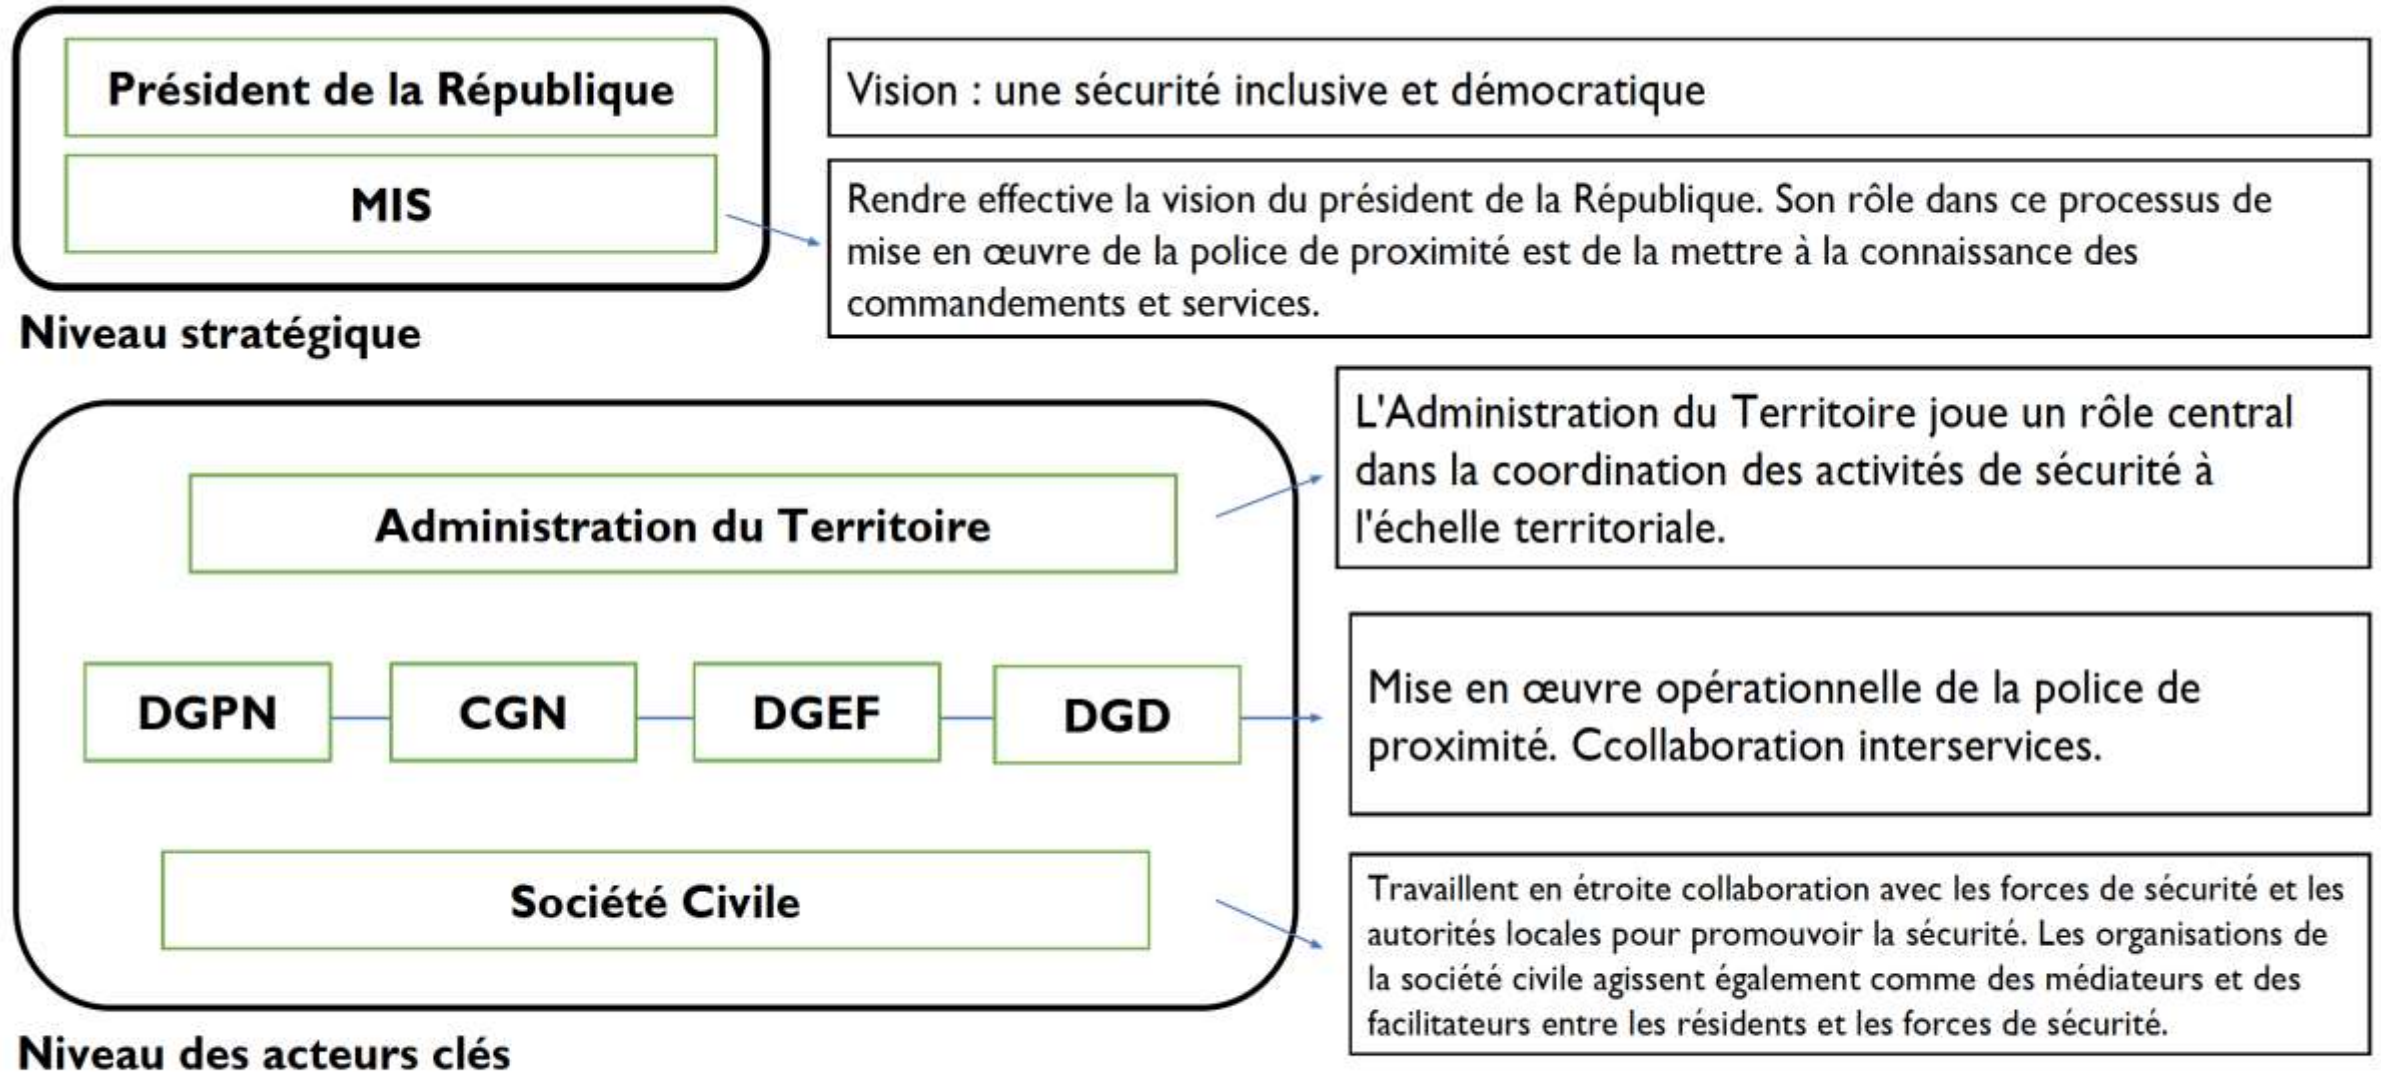 Président de la République
Vision : une sécurité inclusive et démocratique
MIS
Rendre effective la vision du président de la République. Son rôle dans ce processus de
mise en œuvre de la police de proximité est de la mettre à la connaissance des
commandements et services.
Niveau stratégique
Administration du Territoire
L'Administration du Territoire joue un rôle central
dans la coordination des activités de sécurité à
l'échelle territoriale.
DGPN
CGN
DGEF
DGD
Mise en œuvre opérationnelle de la police de
proximité. Ccollaboration interservices.
Société Civile
Travaillent en étroite collaboration avec les forces de sécurité et les
autorités locales pour promouvoir la sécurité. Les organisations de
la société civile agissent également comme des médiateurs et des
facilitateurs entre les résidents et les forces de sécurité.
Niveau des acteurs clés